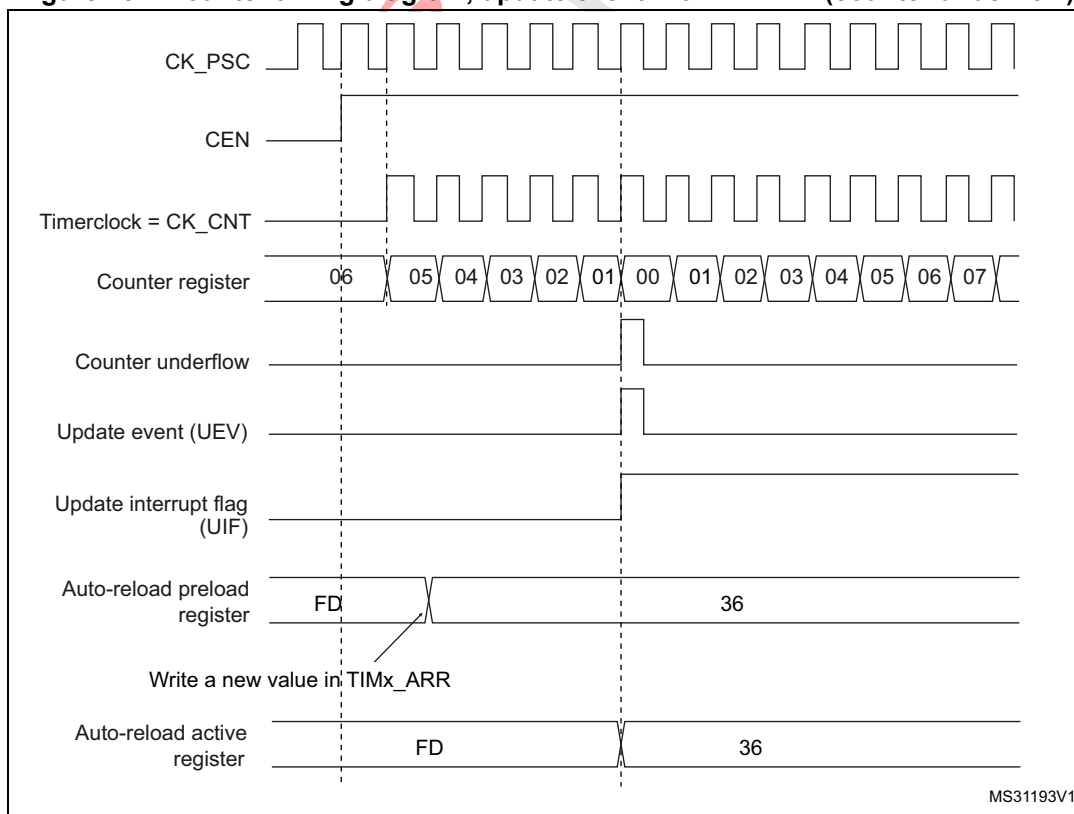 CK_PSC
CEN
Timerclock = CK_CNT
Counter register 06 05 04 03 02 01 00 01 02 03 04 05 06 07
Counter underflow
Update event (UEV)
Update interrupt flag
(UIF)
Auto-reload preload
register
FD 36
Write a new value in TIMx_ARR
Auto-reload active
register
FD 36
MS31193V1